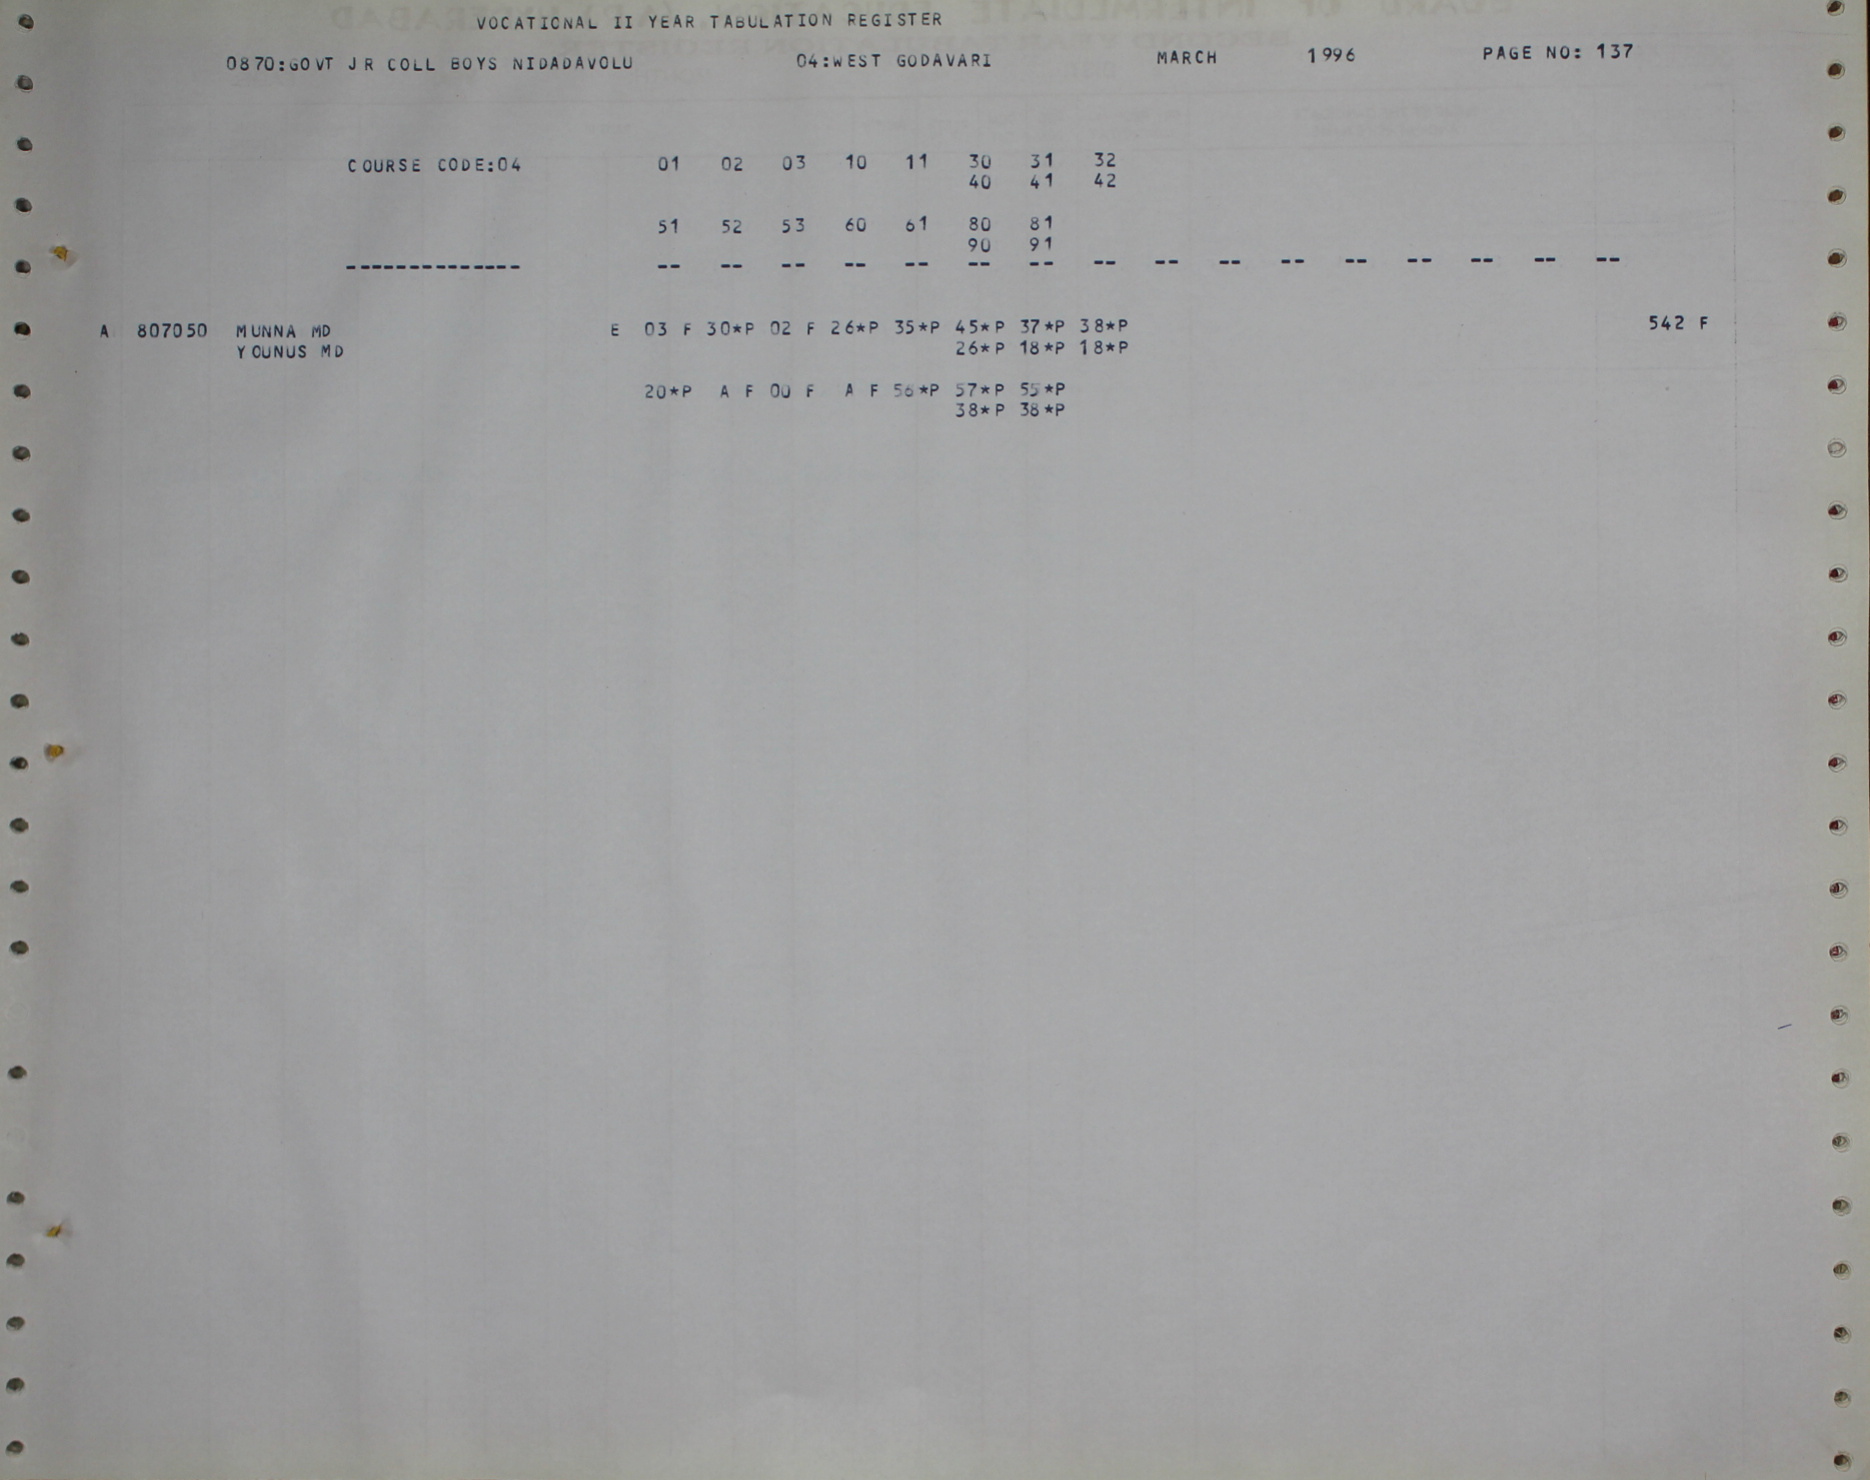 VOCATIONAL II YEAR TABULATION REGISTER
0870:GOVT JR COLL BOYS NIDADAVOLU 04:WEST GODAVARI MARCH 1996 PAGE NO: 137
COURSE CODE:04 01 02 03 10 11 30 31 32
40 41 42
51 52 53 60 61 80 81
90 91
-------------- -- -- -- -- -- -- -- -- -- -- -- -- -- -- -- --
A 807050 MUNNA MD E 03 F 30*P 02 F 26*P 35*P 45*P 37*P 38*P 542 F
YOUNUS MD 26*P 18*P 18*P
20*P A F 00 F A F 56*P 57*P 55*P
38*P 38*P